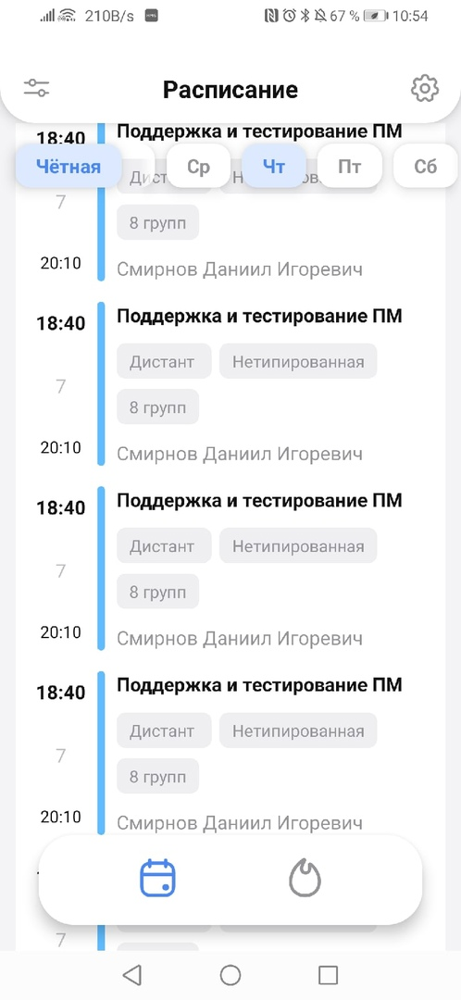 210B/s 67 % 10:54
Расписание
18:40 Поддержка и тестирование ПМ
Чётная Ср Чт Пт Сб
7
8 групп
20:10 Смирнов Даниил Игоревич
18:40 Поддержка и тестирование ПМ
Дистант Нетипированная
7
8 групп
20:10 Смирнов Даниил Игоревич
18:40 Поддержка и тестирование ПМ
Дистант Нетипированная
7
8 групп
20:10 Смирнов Даниил Игоревич
18:40 Поддержка и тестирование ПМ
Дистант Нетипированная
7
8 групп
20:10 Смирнов Даниил Игоревич
7